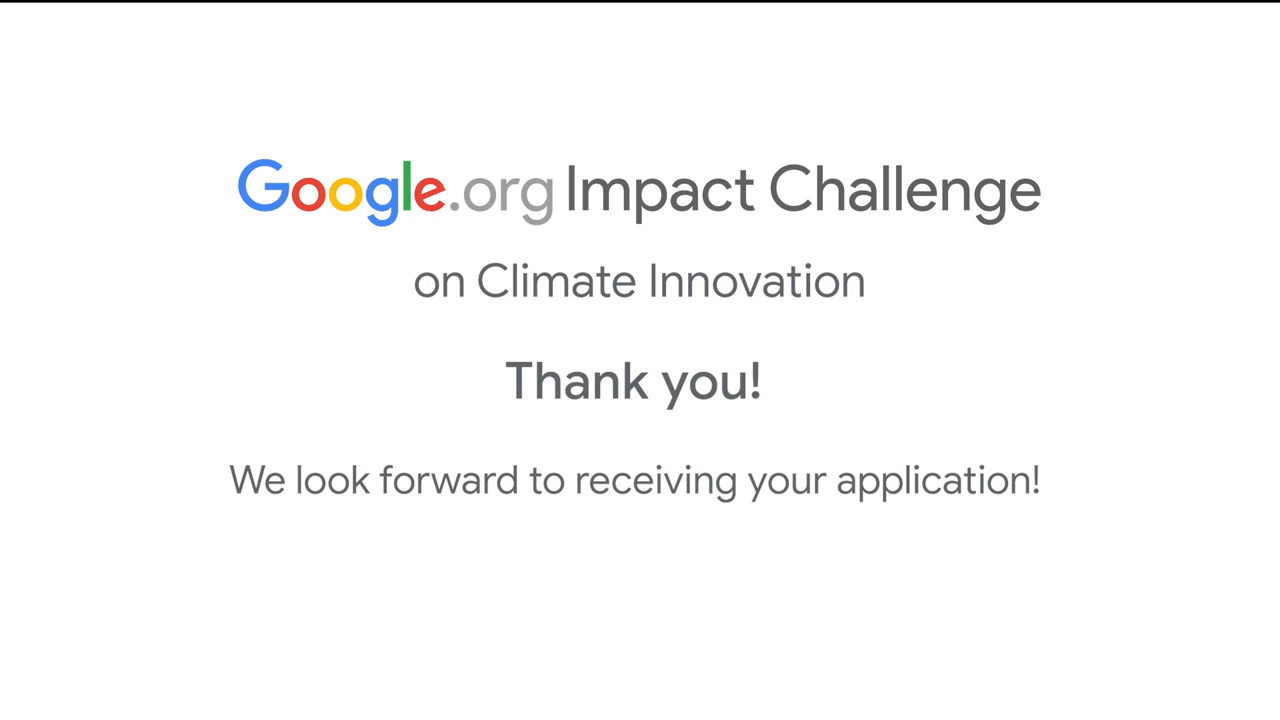 Google.org Impact Challenge
on Climate Innovation
Thank you!
We look forward to receiving your application!